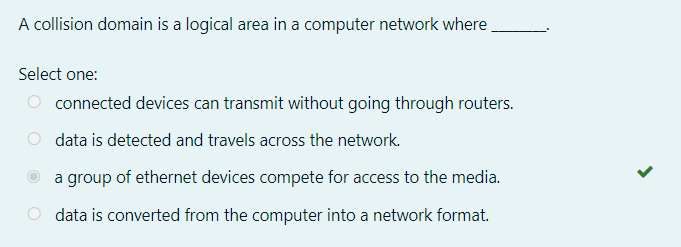 A collision domain is a logical area in a computer network where ________.
Select one:
connected devices can transmit without going through routers.
data is detected and travels across the network.
a group of ethernet devices compete for access to the media.
data is converted from the computer into a network format.